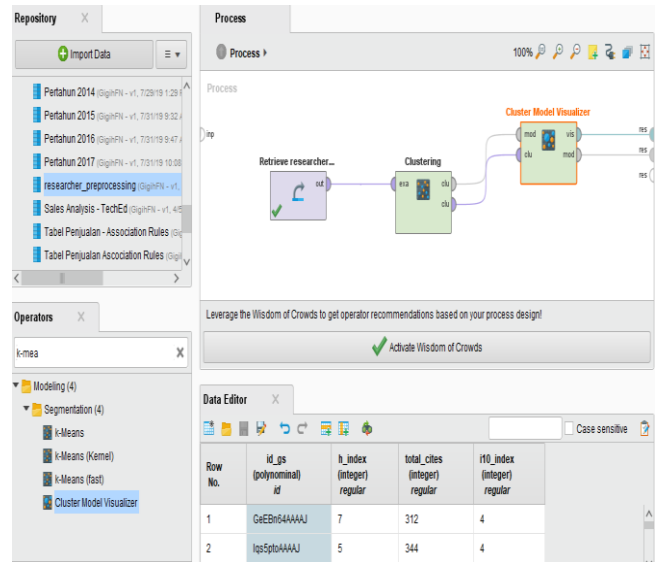 Repository
Import Data
Pertahun 2014 (GigihFN - v1, 7/29/19 1:29
Pertahun 2015 (GigihFN - v1, 7/31/19 9:32
Pertahun 2016 (GigihFN - v1, 7/31/19 9:47
Pertahun 2017 (GigihFN - v1, 7/31/19 10:08
researcher_preprocessing (GigihFN - v1,
Sales Analysis - TechEd (GigihFN - v1, 4/5
Tabel Penjualan - Association Rules (Gig
Tabel Penjualan Ascociation Rules (Gigi
Operators
k-mea
Modeling (4)
Segmentation (4)
k-Means
k-Means (Kernel)
k-Means (fast)
Cluster Model Visualizer
Process
Process
100%
Process
inp
Retrieve researcher...
out
Clustering
exa
clu
clu
Cluster Model Visualizer
mod
vis
clu
mod
res
res
res
Leverage the Wisdom of Crowds to get operator recommendations based on your process design!
Activate Wisdom of Crowds
Data Editor
Case sensitive
Row No.
id_gs (polynominal) id
h_index (integer) regular
total_cites (integer) regular
i10_index (integer) regular
1 GeEBn64AAAAJ 7 312 4
2 Iqs5ptoAAAAJ 5 344 4